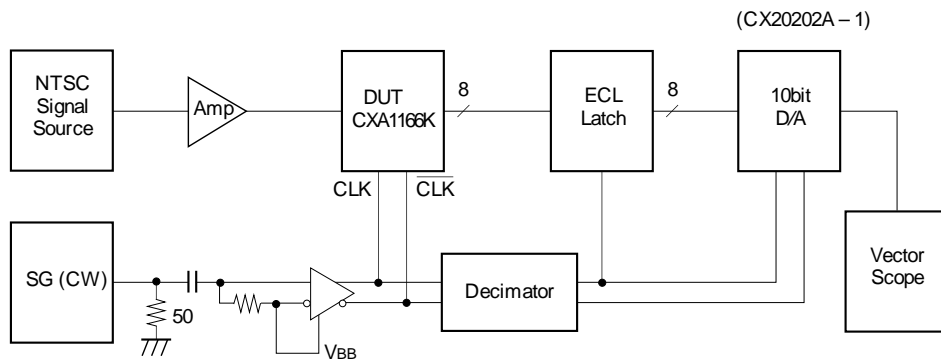 (CX20202A – 1)
NTSC
Signal
Source
Amp
DUT
CXA1166K
8
ECL
Latch
8
10bit
D/A
CLK
CLK
SG (CW)
50
VBB
Decimator
Vector
Scope